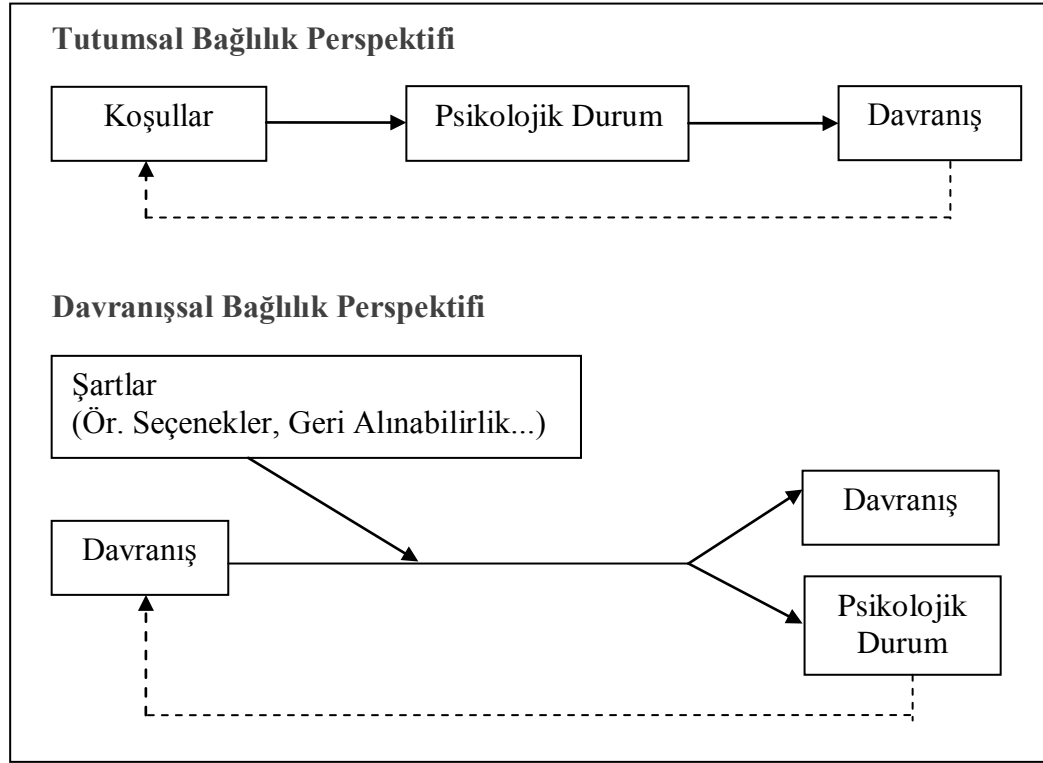 Tutumsal Bağlılık Perspektifi
Koşullar
Psikolojik Durum
Davranış
Davranışsal Bağlılık Perspektifi
Şartlar
(Ör. Seçenekler, Geri Alınabilirlik...)
Davranış
Davranış
Psikolojik
Durum